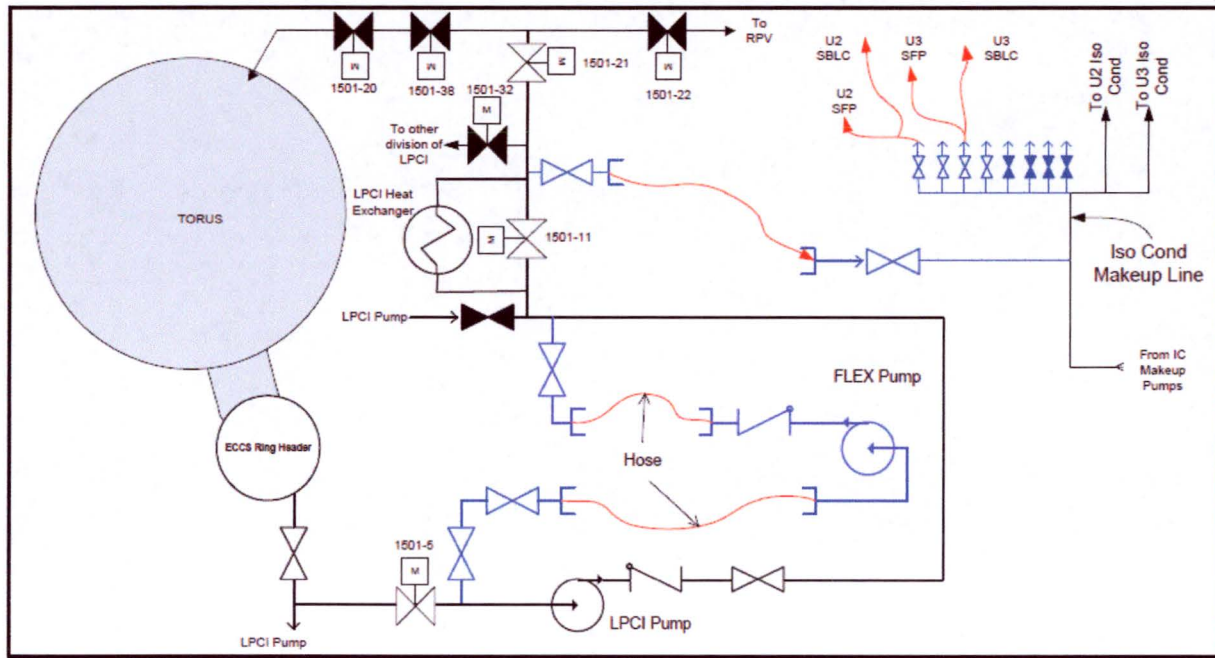 To
RPV
M
M
M
M
1501-21
1501-20
1501-38
1501-32
1501-22
M
To other
division of
LPCI
LPCI Heat
Exchanger
M
1501-11
TORUS
U2
SBLC
U3
SFP
U3
SBLC
U2
SFP
To U2 Iso
Cond
To U3 Iso
Cond
Iso Cond
Makeup Line
LPCI Pump
From IC
Makeup
Pumps
FLEX Pump
ECCS Ring Header
Hose
1501-5
M
LPCI Pump
LPCI Pump